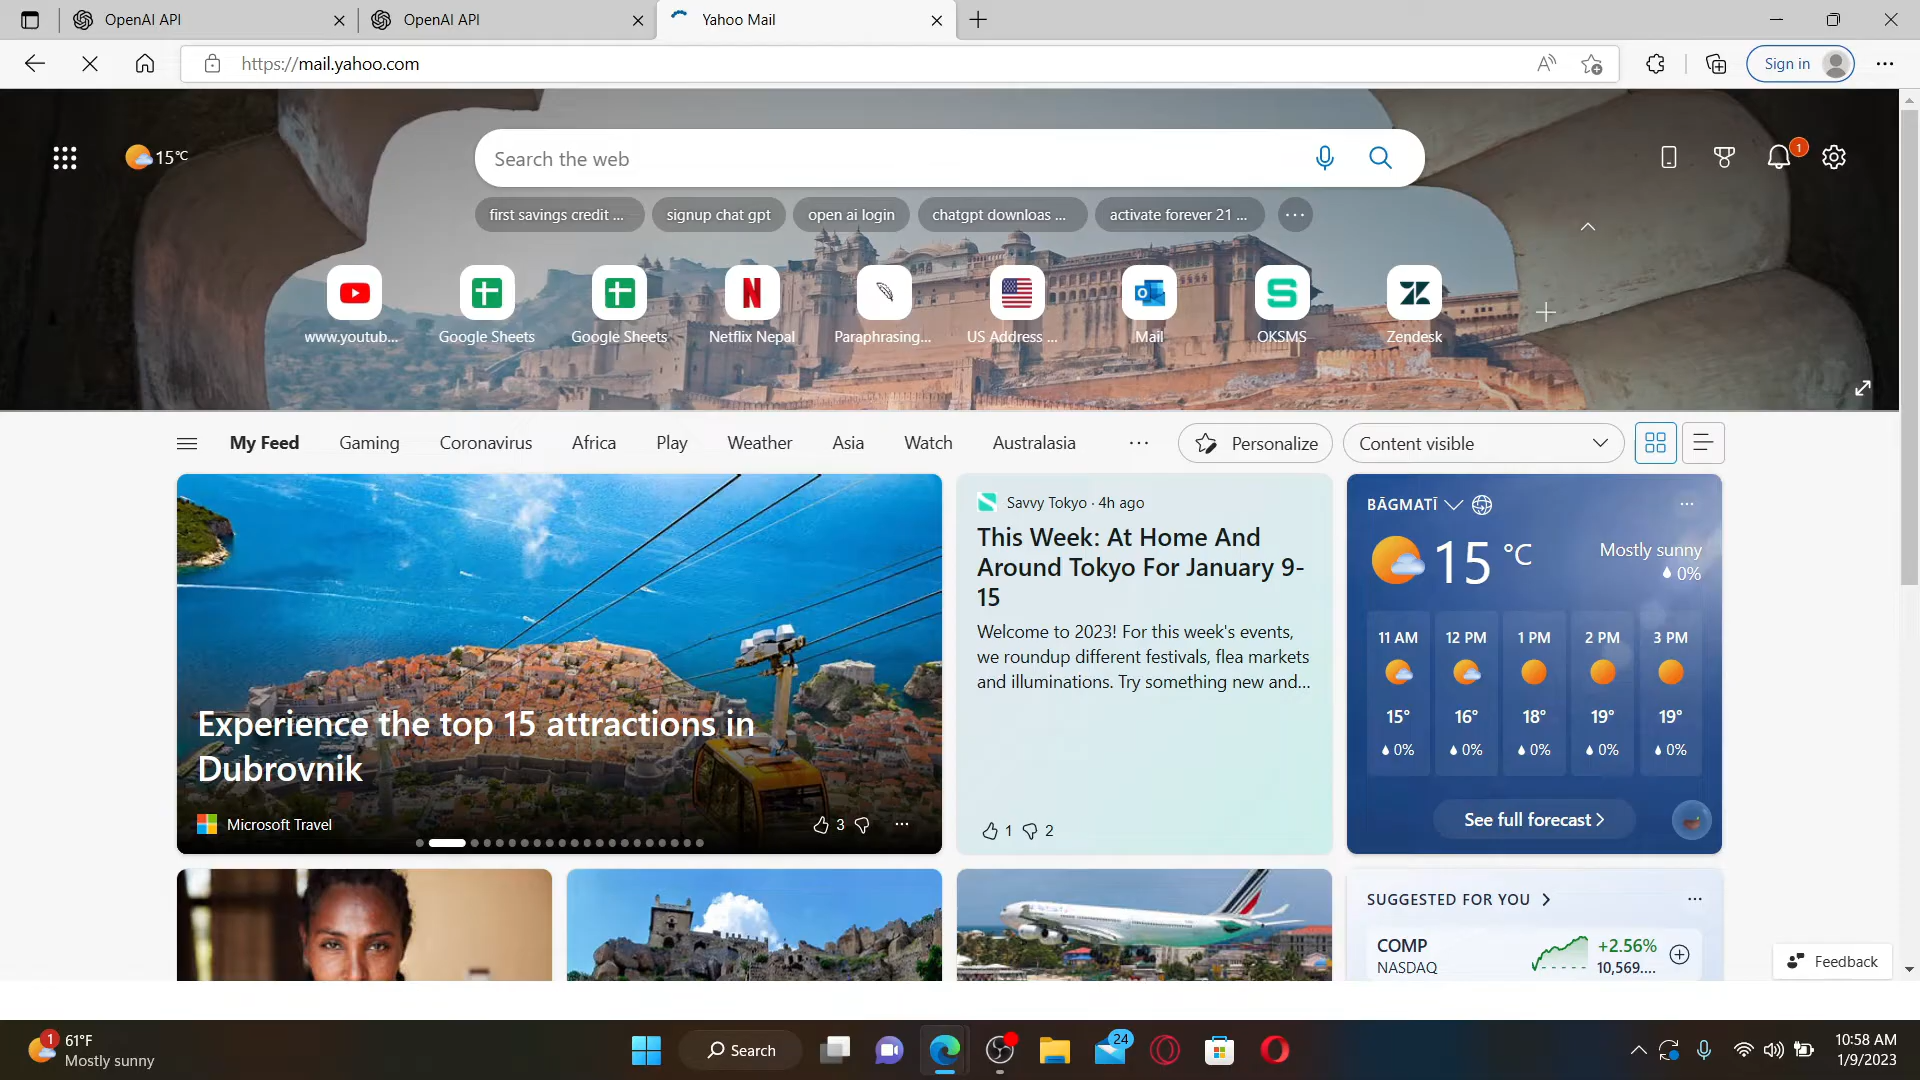 OpenAI API
OpenAI API
Yahoo Mail
https://mail.yahoo.com
Sign in
15°C
Search the web
1
first savings credit ...
signup chat gpt
open ai login
chatgpt downloas ...
activate forever 21 ...
www.youtub...
Google Sheets
Google Sheets
Netflix Nepal
Paraphrasing...
US Address ...
Mail
OKSMS
Zendesk
My Feed
Gaming
Coronavirus
Africa
Play
Weather
Asia
Watch
Australasia
Personalize
Content visible
Experience the top 15 attractions in
Dubrovnik
Microsoft Travel
3
Savvy Tokyo · 4h ago
This Week: At Home And
Around Tokyo For January 9-
15
Welcome to 2023! For this week's events,
we roundup different festivals, flea markets
and illuminations. Try something new and...
1
2
BĀGMATĪ
15 °C
Mostly sunny
0%
11 AM 12 PM 1 PM 2 PM 3 PM
15° 16° 18° 19° 19°
0% 0% 0% 0% 0%
See full forecast
SUGGESTED FOR YOU
COMP
NASDAQ
+2.56%
10,569....
Feedback
1
61°F
Mostly sunny
Search
24
10:58 AM
1/9/2023